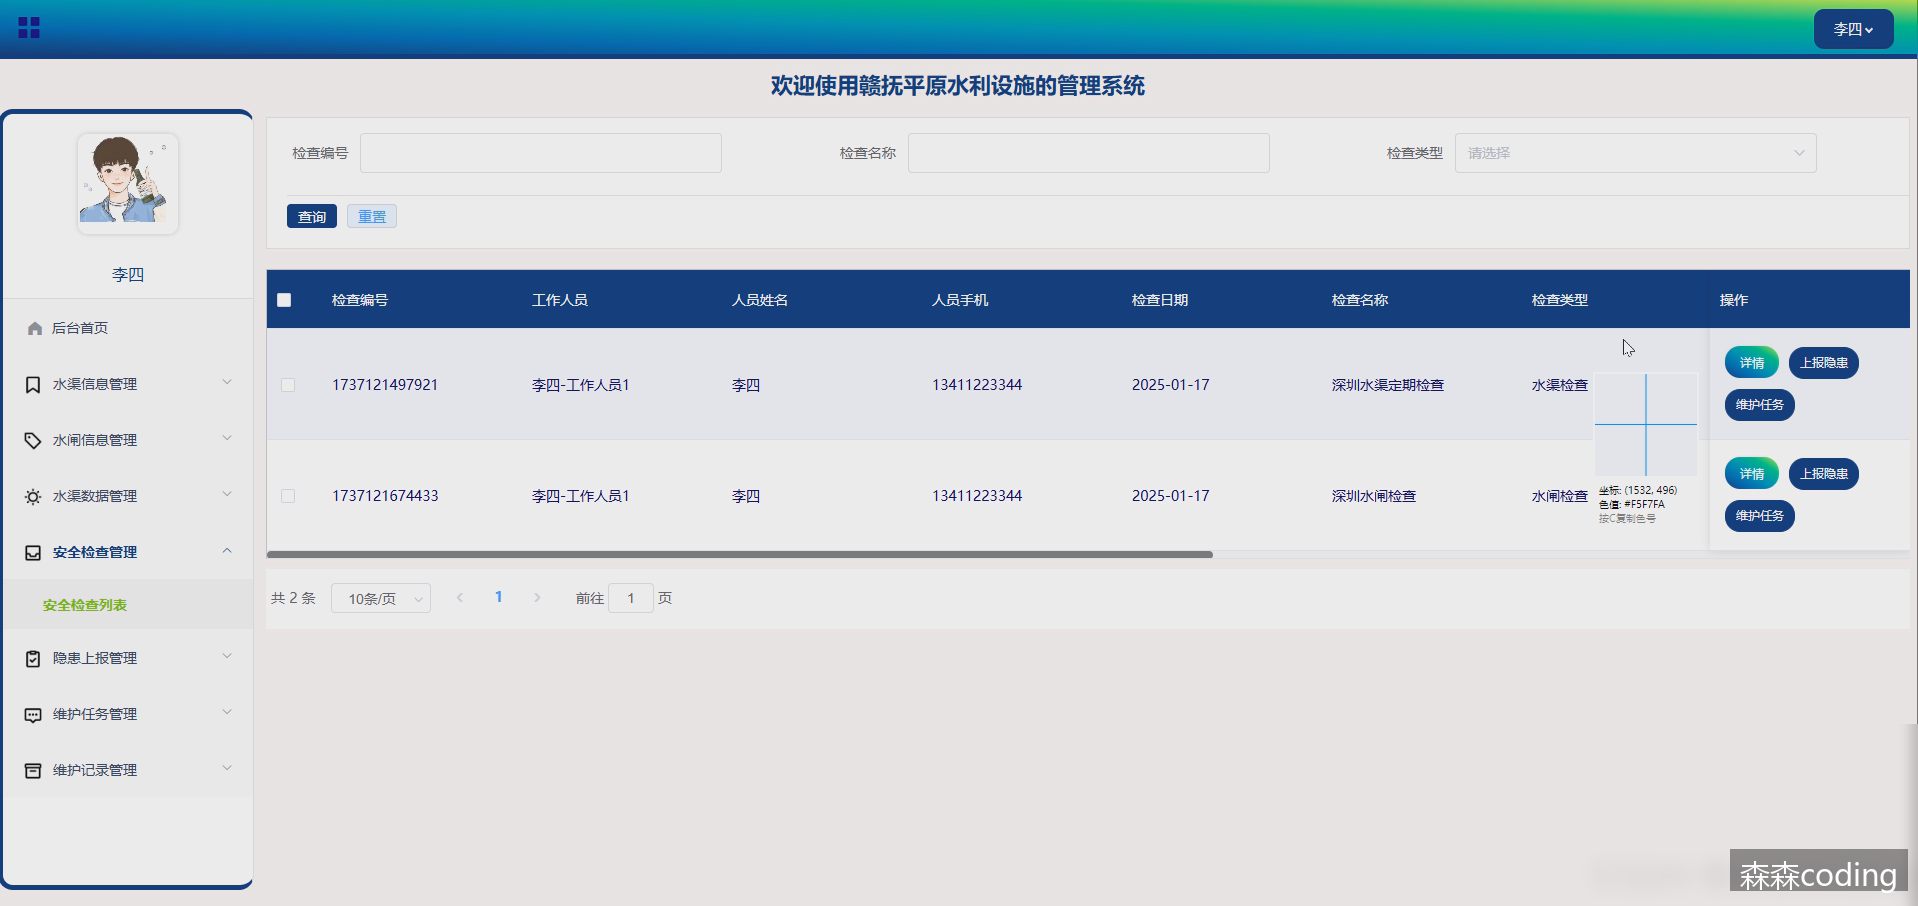 李四
欢迎使用赣抚平原水利设施的管理系统
李四
后台首页
水渠信息管理
水闸信息管理
水渠数据管理
安全检查管理
安全检查列表
隐患上报管理
维护任务管理
维护记录管理
检查编号 检查名称 检查类型 请选择
查询 重置
检查编号 工作人员 人员姓名 人员手机 检查日期 检查名称 检查类型 操作
1737121497921 李四-工作人员1 李四 13411223344 2025-01-17 深圳水渠定期检查 水渠检查 详情 上报隐患
维护任务
1737121674433 李四-工作人员1 李四 13411223344 2025-01-17 深圳水闸检查 水闸检查 详情 上报隐患
维护任务
坐标: (1532, 496)
色值: #F5F7FA
按C复制色号
共 2 条 10条/页 1 前往 1 页
森森coding